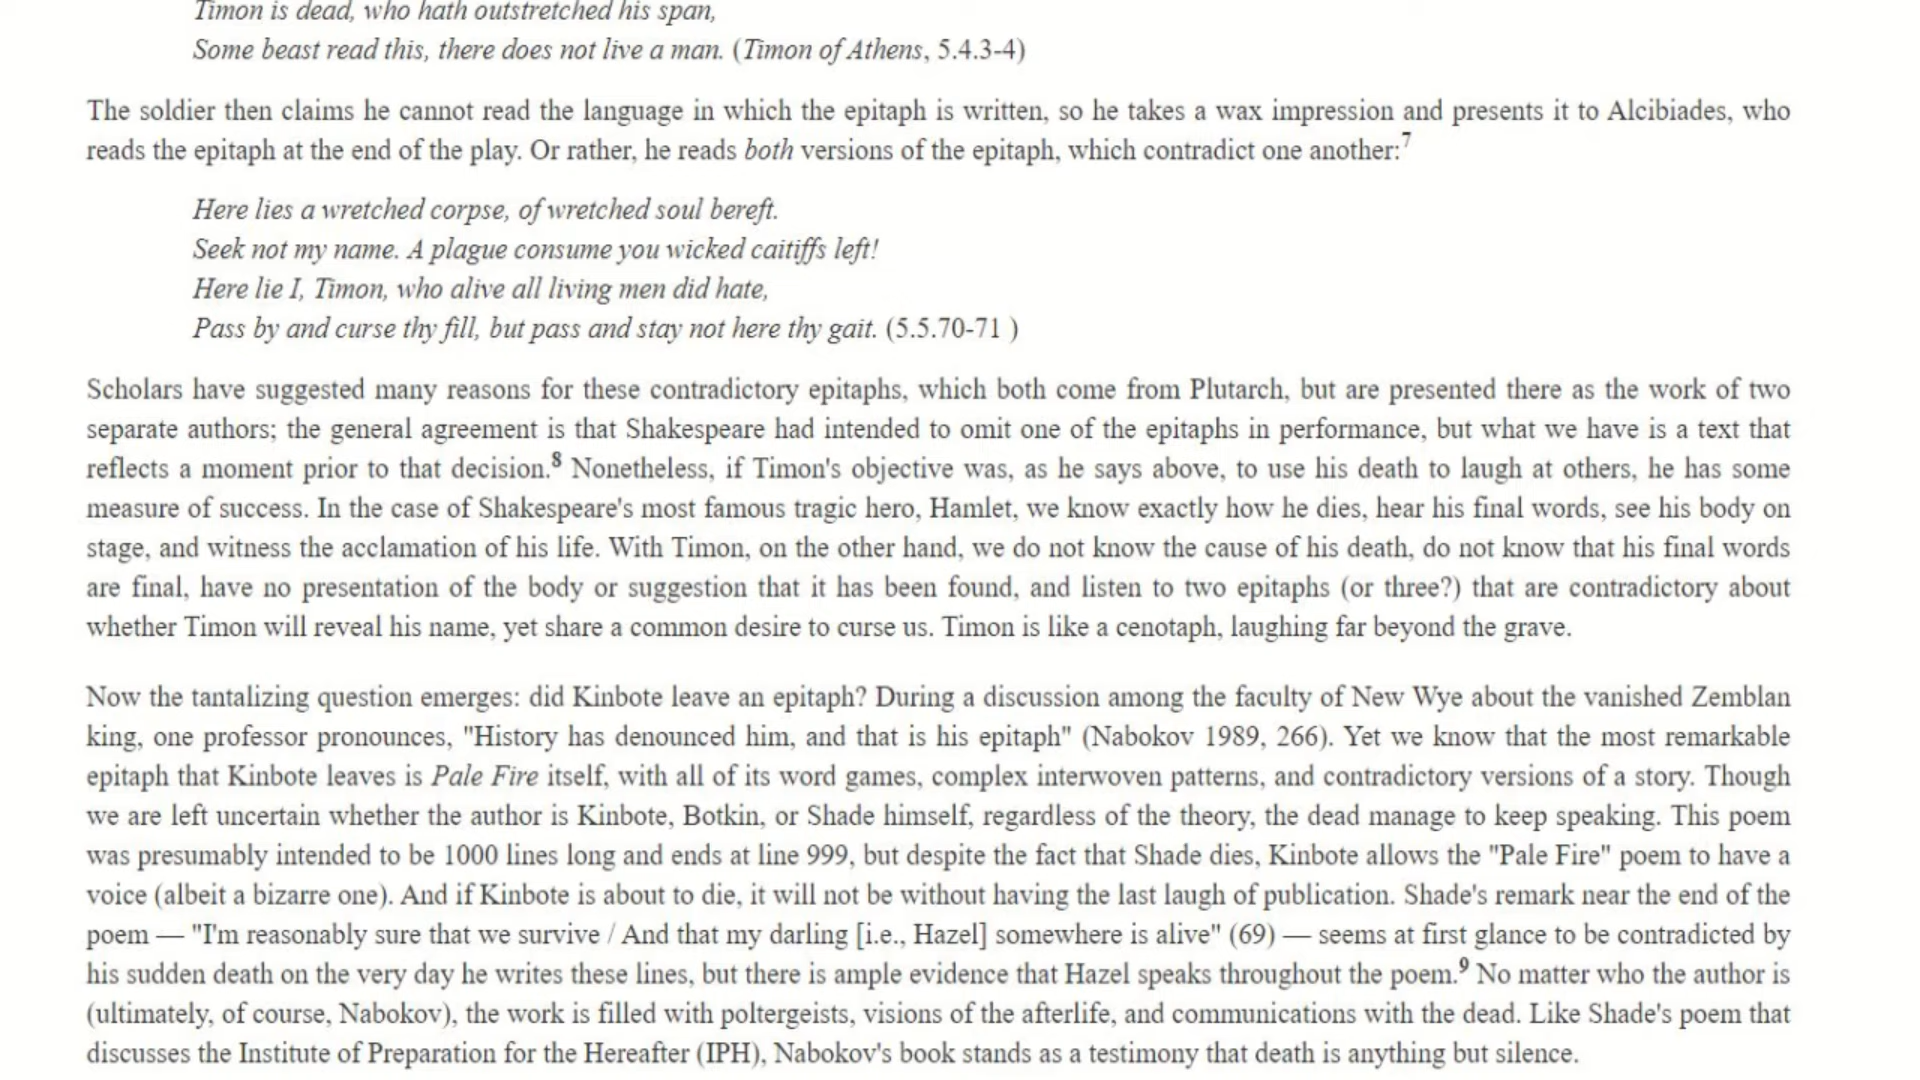 Timon is dead, who hath outstretched his span,
Some beast read this, there does not live a man. (Timon of Athens, 5.4.3-4)
The soldier then claims he cannot read the language in which the epitaph is written, so he takes a wax impression and presents it to Alcibiades, who
reads the epitaph at the end of the play. Or rather, he reads both versions of the epitaph, which contradict one another:7
Here lies a wretched corpse, of wretched soul bereft.
Seek not my name. A plague consume you wicked caitiffs left!
Here lie I, Timon, who alive all living men did hate,
Pass by and curse thy fill, but pass and stay not here thy gait. (5.5.70-71 )
Scholars have suggested many reasons for these contradictory epitaphs, which both come from Plutarch, but are presented there as the work of two
separate authors; the general agreement is that Shakespeare had intended to omit one of the epitaphs in performance, but what we have is a text that
reflects a moment prior to that decision.8 Nonetheless, if Timon's objective was, as he says above, to use his death to laugh at others, he has some
measure of success. In the case of Shakespeare's most famous tragic hero, Hamlet, we know exactly how he dies, hear his final words, see his body on
stage, and witness the acclamation of his life. With Timon, on the other hand, we do not know the cause of his death, do not know that his final words
are final, have no presentation of the body or suggestion that it has been found, and listen to two epitaphs (or three?) that are contradictory about
whether Timon will reveal his name, yet share a common desire to curse us. Timon is like a cenotaph, laughing far beyond the grave.
Now the tantalizing question emerges: did Kinbote leave an epitaph? During a discussion among the faculty of New Wye about the vanished Zemblan
king, one professor pronounces, "History has denounced him, and that is his epitaph" (Nabokov 1989, 266). Yet we know that the most remarkable
epitaph that Kinbote leaves is Pale Fire itself, with all of its word games, complex interwoven patterns, and contradictory versions of a story. Though
we are left uncertain whether the author is Kinbote, Botkin, or Shade himself, regardless of the theory, the dead manage to keep speaking. This poem
was presumably intended to be 1000 lines long and ends at line 999, but despite the fact that Shade dies, Kinbote allows the "Pale Fire" poem to have a
voice (albeit a bizarre one). And if Kinbote is about to die, it will not be without having the last laugh of publication. Shade's remark near the end of the
poem — "I'm reasonably sure that we survive / And that my darling [i.e., Hazel] somewhere is alive" (69) — seems at first glance to be contradicted by
his sudden death on the very day he writes these lines, but there is ample evidence that Hazel speaks throughout the poem.9 No matter who the author is
(ultimately, of course, Nabokov), the work is filled with poltergeists, visions of the afterlife, and communications with the dead. Like Shade's poem that
discusses the Institute of Preparation for the Hereafter (IPH), Nabokov's book stands as a testimony that death is anything but silence.